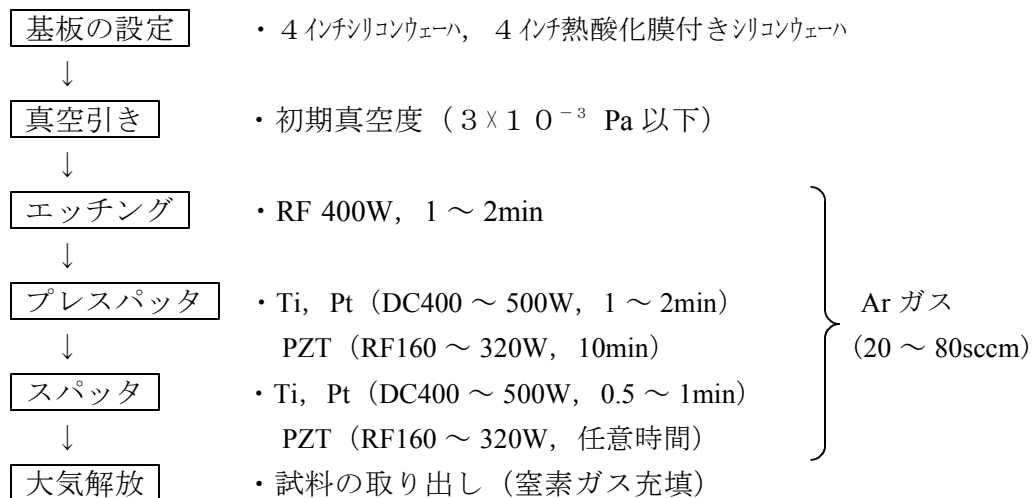 基板の設定 ・４ｲﾝﾁｼﾘｺﾝｳｪｰﾊ，４ｲﾝﾁ熱酸化膜付きｼﾘｺﾝｳｪｰﾊ
↓
真空引き ・初期真空度（３×１０⁻³ Pa 以下）
↓
エッチング ・RF 400W，1 ～ 2min
↓
プレスパッタ ・Ti，Pt（DC400 ～ 500W，1 ～ 2min） Ar ガス
↓ PZT（RF160 ～ 320W，10min） （20 ～ 80sccm）
スパッタ ・Ti，Pt（DC400 ～ 500W，0.5 ～ 1min）
↓ PZT（RF160 ～ 320W，任意時間）
大気解放 ・試料の取り出し（窒素ガス充填）